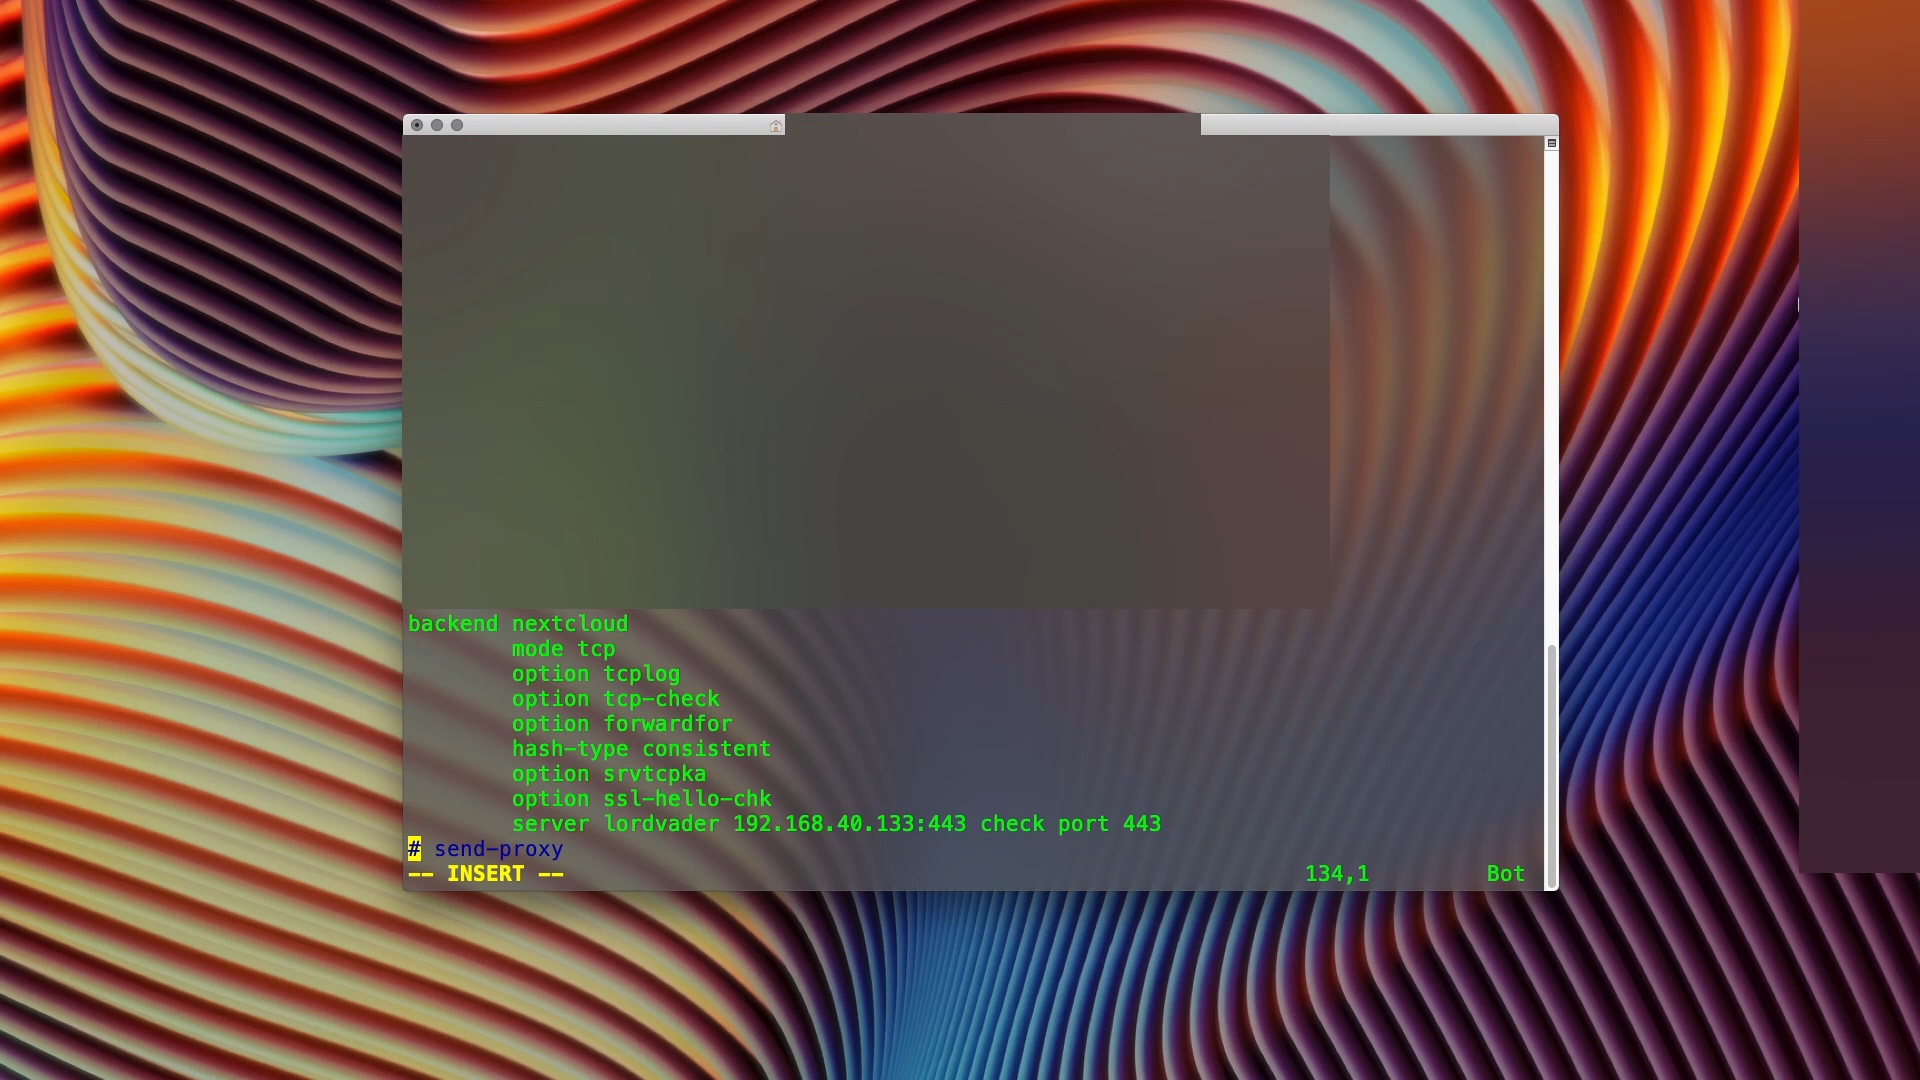 backend nextcloud
mode tcp
option tcplog
option tcp-check
option forwardfor
hash-type consistent
option srvtcpka
option ssl-hello-chk
server lordvader 192.168.40.133:443 check port 443
# send-proxy
-- INSERT -- 134,1 Bot